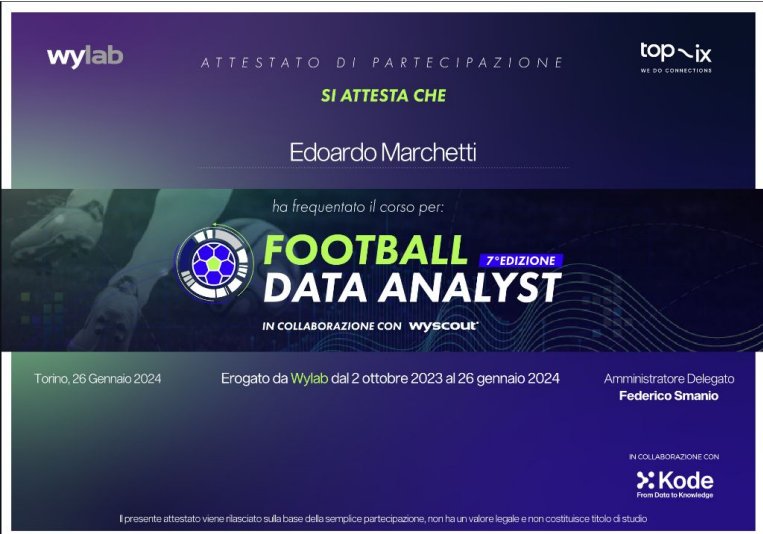 wylab
top~ix
WE DO CONNECTIONS
ATTESTATO DI PARTECIPAZIONE
SI ATTESTA CHE
Edoardo Marchetti
ha frequentato il corso per:
FOOTBALL 7°EDIZIONE
DATA ANALYST
IN COLLABORAZIONE CON wyscout
Torino, 26 Gennaio 2024
Erogato da Wylab dal 2 ottobre 2023 al 26 gennaio 2024
Amministratore Delegato
Federico Smanio
IN COLLABORAZIONE CON
Kode
From Data to Knowledge
Il presente attestato viene rilasciato sulla base della semplice partecipazione, non ha un valore legale e non costituisce titolo di studio